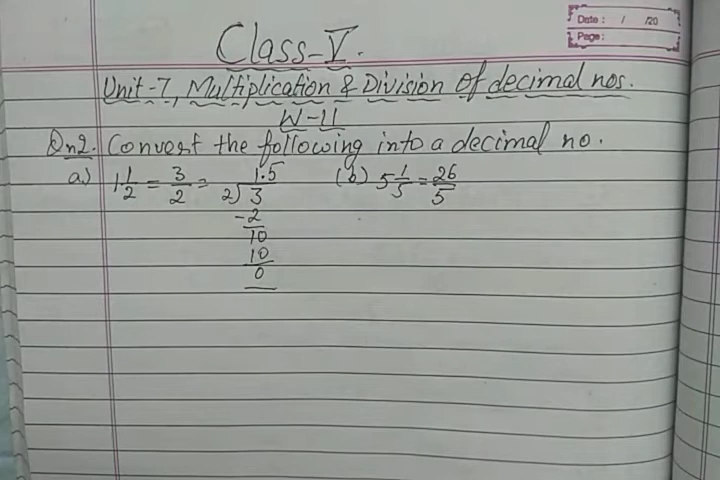 Date: / /20
Page:
Class-V.
Unit-7, Multiplication & Division of decimal nos.
W-11
Qn2. Convert the following into a decimal no.
a.) 1 1/2 = 3/2 = 2)3 1.5 (b) 5 1/5 = 26/5
-2
10
10
0